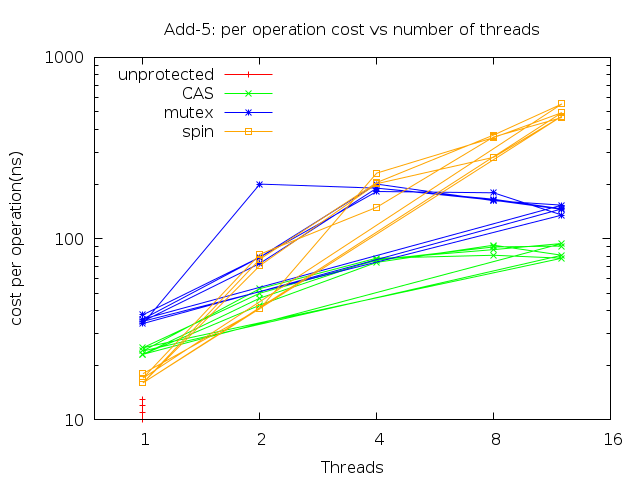 Add-5: per operation cost vs number of threads
1000
unprotected
CAS
mutex
spin
100
cost per operation(ns)
10
1 2 4 8 16
Threads